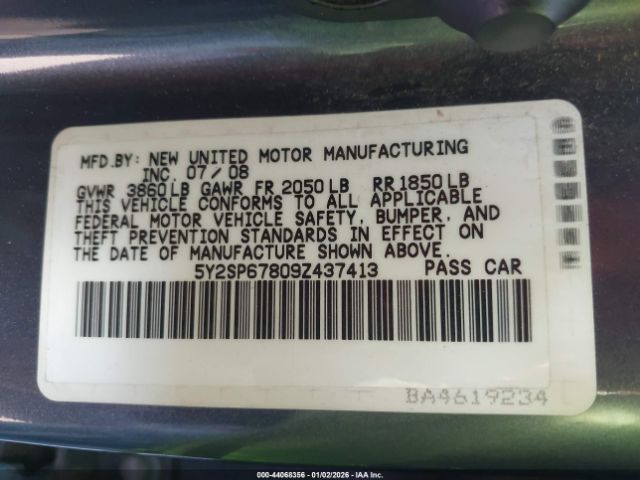 MFD.BY: NEW UNITED MOTOR MANUFACTURING
INC. 07/08
GVWR 3860LB GAWR FR 2050LB RR 1850LB
THIS VEHICLE CONFORMS TO ALL APPLICABLE
FEDERAL MOTOR VEHICLE SAFETY, BUMPER, AND
THEFT PREVENTION STANDARDS IN EFFECT ON
THE DATE OF MANUFACTURE SHOWN ABOVE.
5Y2SP67809Z437413 PASS CAR
BA4619234
000-44068356 | 01/02/2026 - IAA Inc.